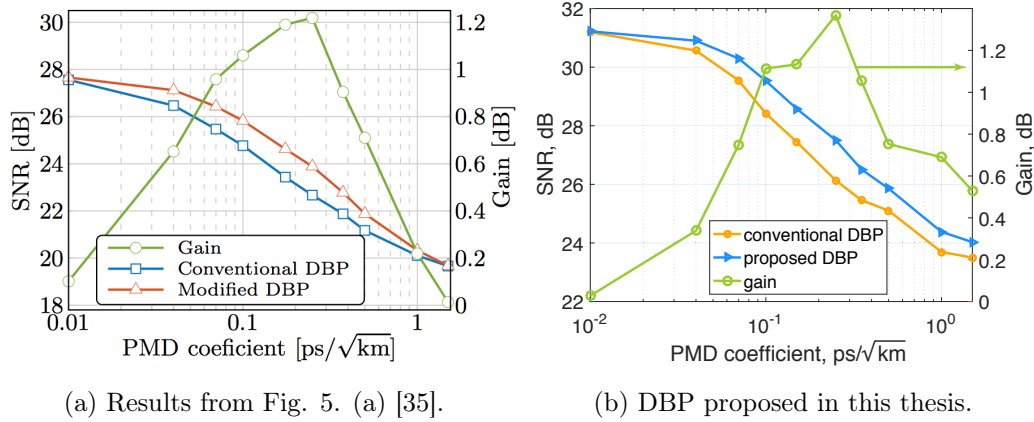 30
28
26
24
22
20
18
SNR [dB]
1.2
1
0.8
0.6
0.4
0.2
0
Gain [dB]
Gain
Conventional DBP
Modified DBP
0.01
0.1
1
PMD coeficient [ps/√km]
(a) Results from Fig. 5. (a) [35].
32
30
28
26
24
22
SNR, dB
1.2
1
0.8
0.6
0.4
0.2
0
Gain, dB
conventional DBP
proposed DBP
gain
10⁻²
10⁻¹
10⁰
PMD coefficient, ps/√km
(b) DBP proposed in this thesis.